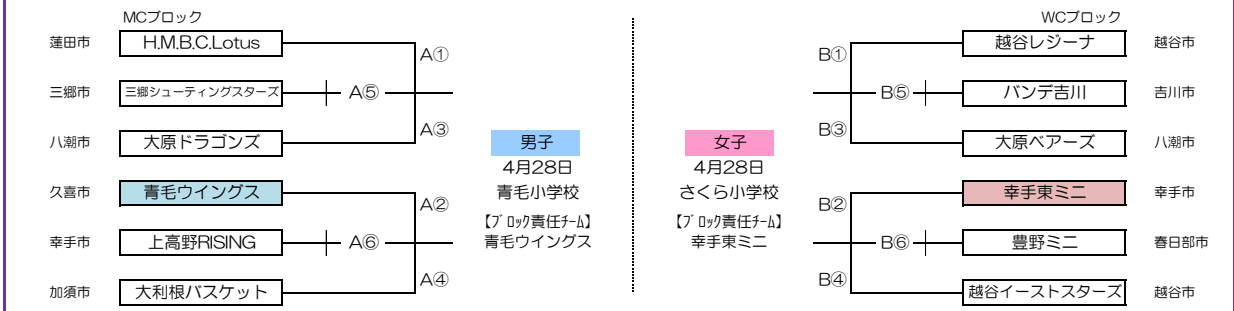 MCブロック
蓮田市 H.M.B.C.Lotus
A①
三郷市 三郷シューティングスターズ A⑤
A③
八潮市 大原ドラゴンズ
久喜市 青毛ウイングス
A②
幸手市 上高野RISING A⑥
A④
加須市 大利根バスケット
男子
4月28日
青毛小学校
【ブロック責任チーム】
青毛ウイングス
女子
4月28日
さくら小学校
【ブロック責任チーム】
幸手東ミニ
WCブロック
越谷レジーナ 越谷市
B①
B⑤ バンデ吉川 吉川市
B③
大原ベアーズ 八潮市
幸手東ミニ 幸手市
B②
B⑥ 豊野ミニ 春日部市
B④
越谷イーストスターズ 越谷市